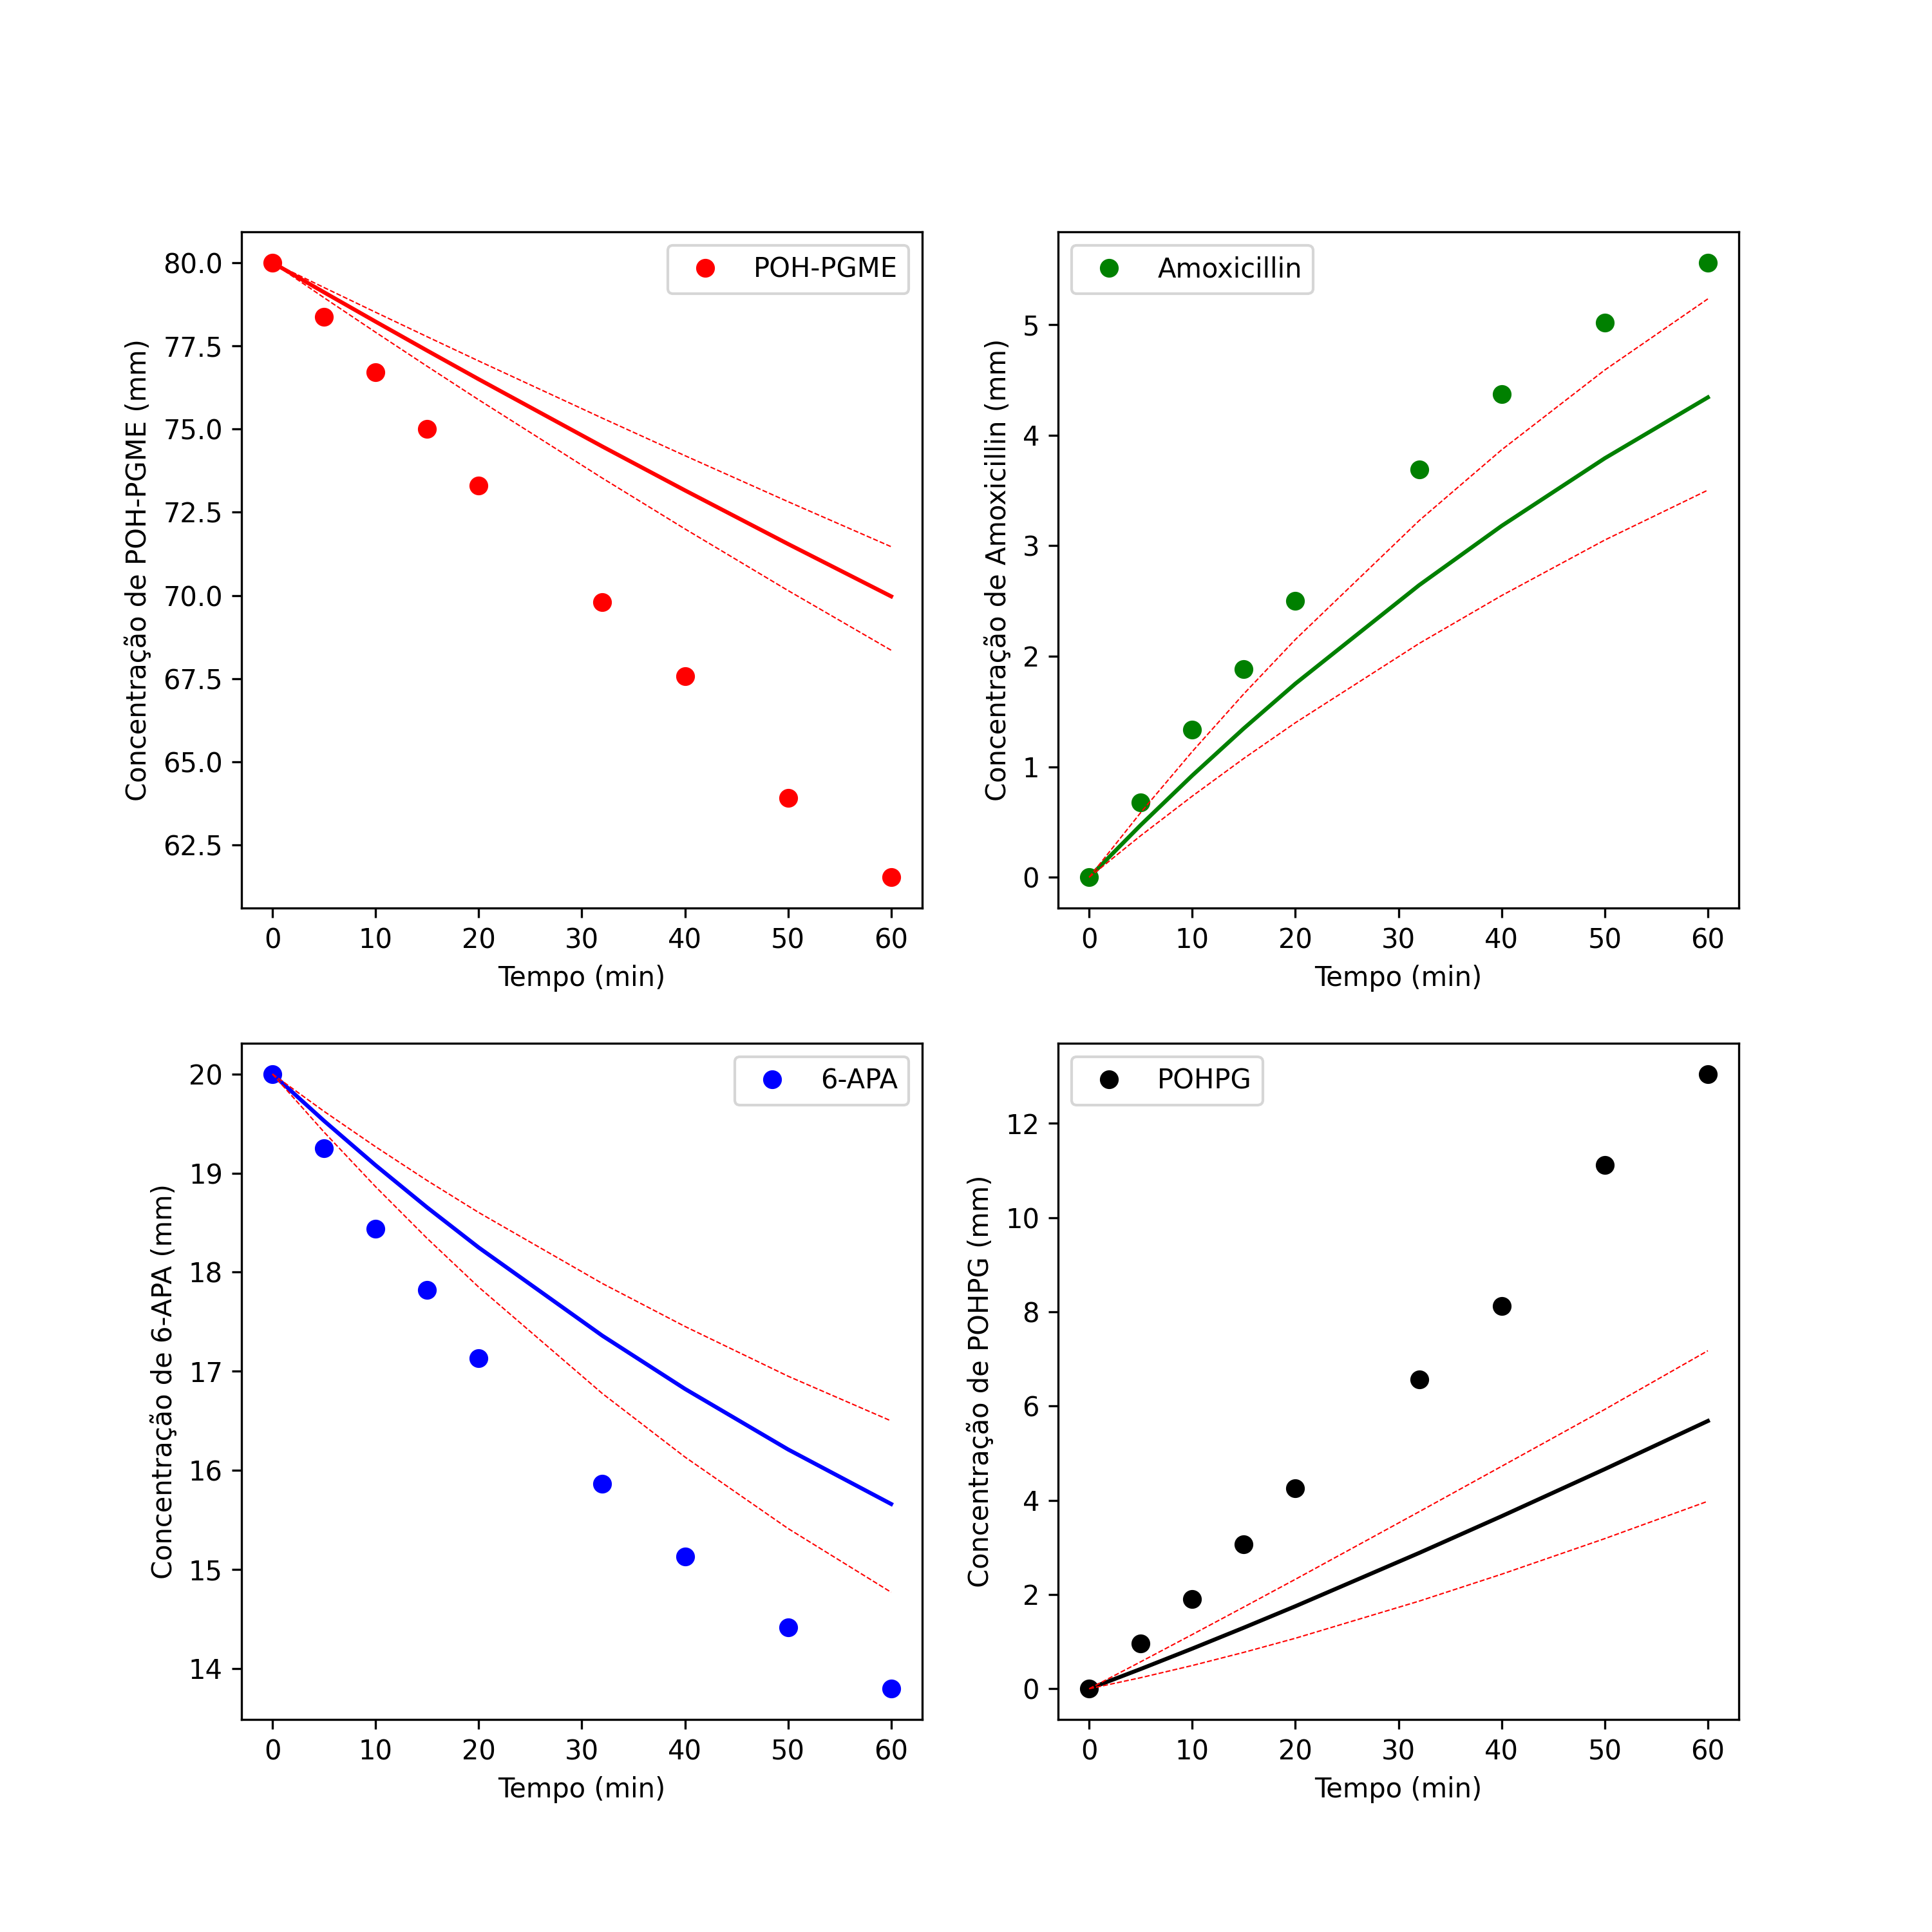 POH-PGME
Concentração de POH-PGME (mm)
80.0
77.5
75.0
72.5
70.0
67.5
65.0
62.5
0 10 20 30 40 50 60
Tempo (min)
Amoxicillin
Concentração de Amoxicillin (mm)
5
4
3
2
1
0
0 10 20 30 40 50 60
Tempo (min)
6-APA
Concentração de 6-APA (mm)
20
19
18
17
16
15
14
0 10 20 30 40 50 60
Tempo (min)
POHPG
Concentração de POHPG (mm)
12
10
8
6
4
2
0
0 10 20 30 40 50 60
Tempo (min)